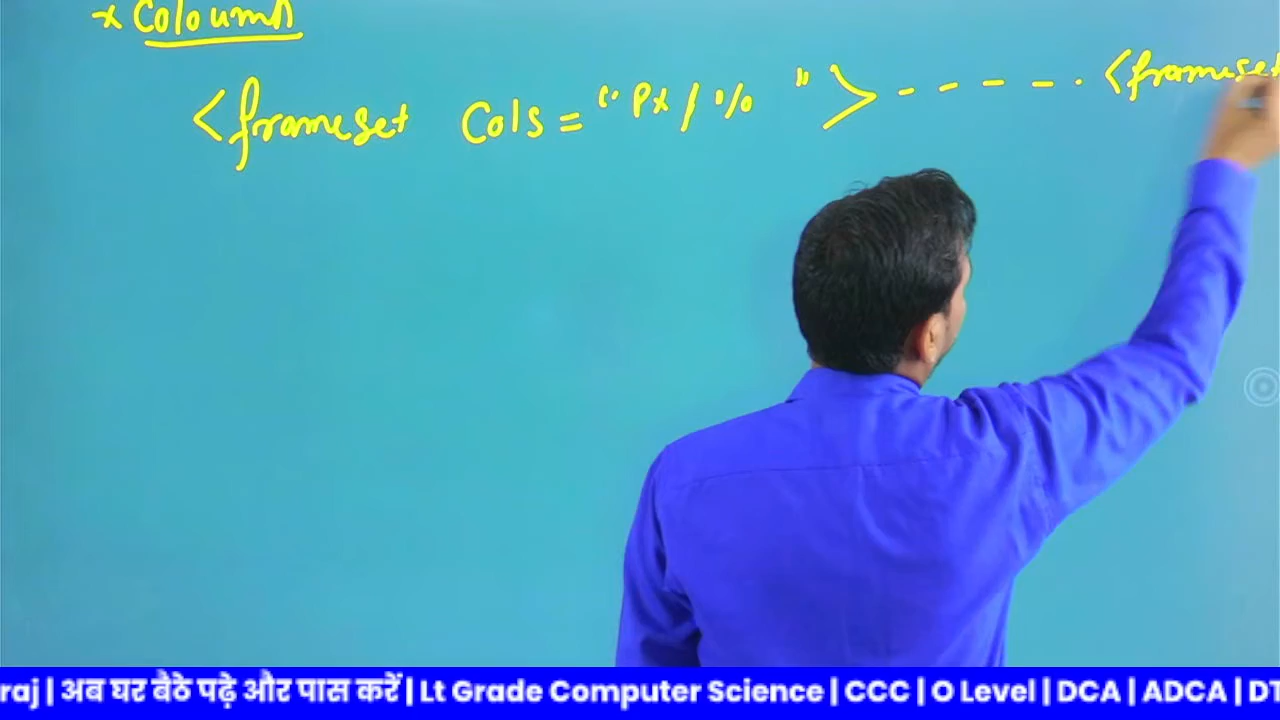 * Coloumn
<frameset Cols = "px / % " > - - - - . <frameset
raj | अब घर बैठे पढ़े और पास करें | Lt Grade Computer Science | CCC | O Level | DCA | ADCA | DT